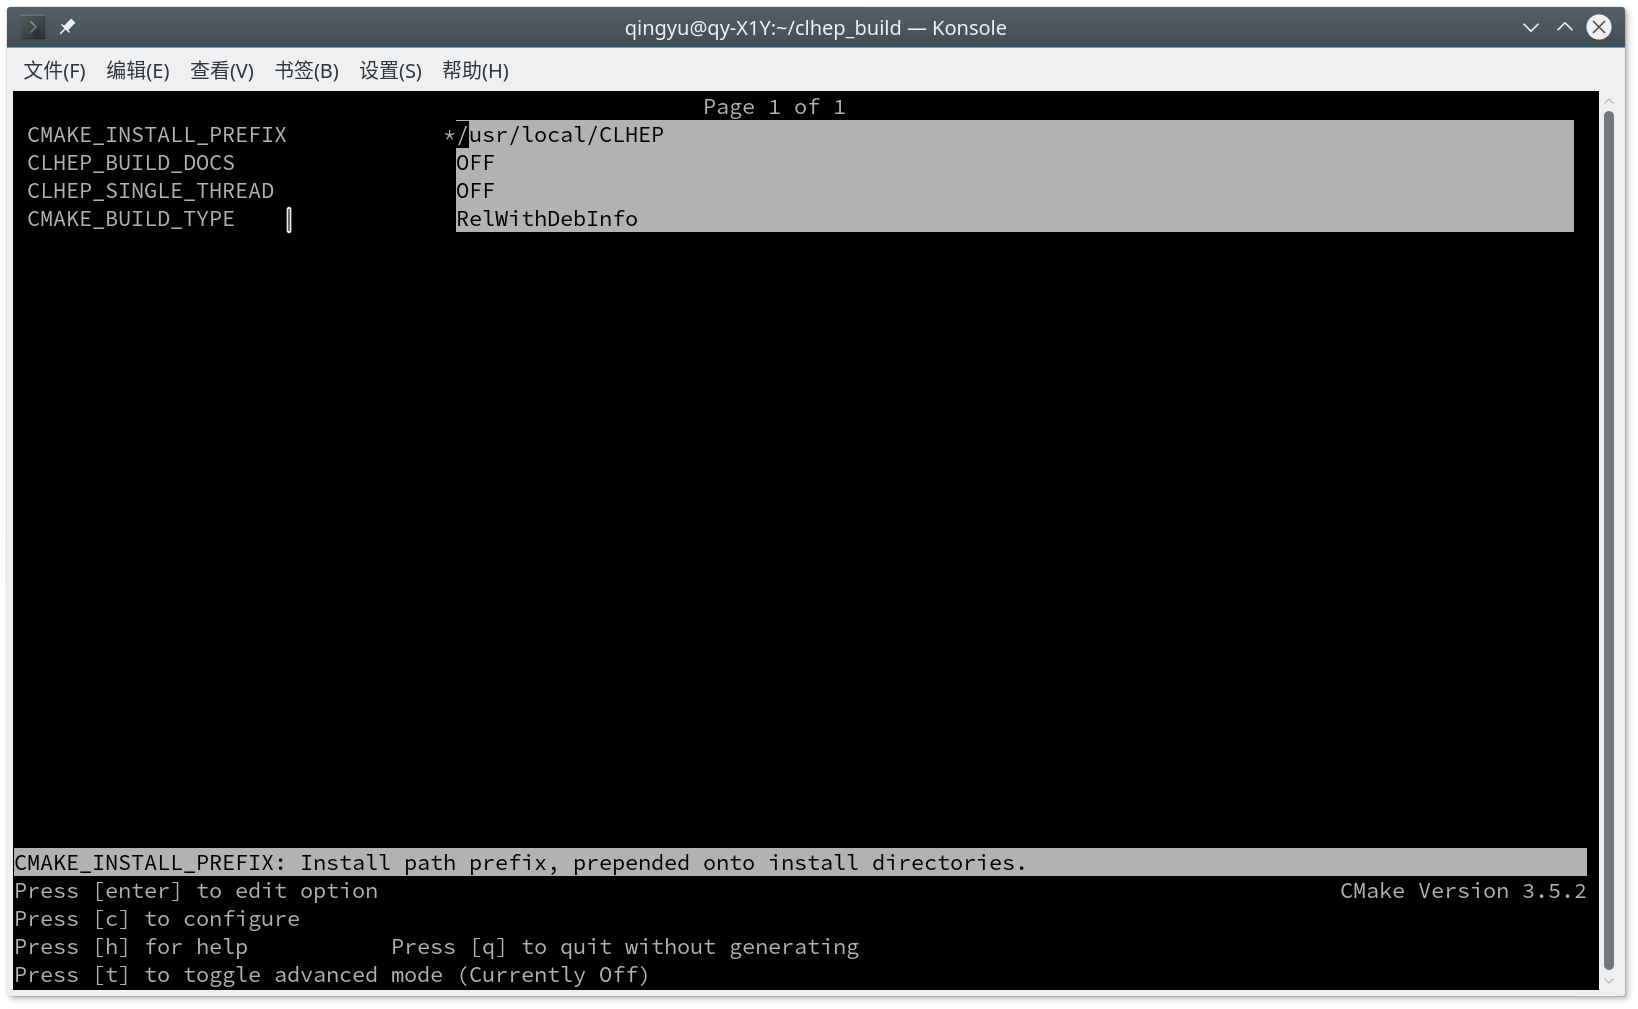 qingyu@qy-X1Y:~/clhep_build — Konsole
文件(F) 编辑(E) 查看(V) 书签(B) 设置(S) 帮助(H)
Page 1 of 1
CMAKE_INSTALL_PREFIX */usr/local/CLHEP
CLHEP_BUILD_DOCS OFF
CLHEP_SINGLE_THREAD OFF
CMAKE_BUILD_TYPE RelWithDebInfo
CMAKE_INSTALL_PREFIX: Install path prefix, prepended onto install directories.
Press [enter] to edit option CMake Version 3.5.2
Press [c] to configure
Press [h] for help Press [q] to quit without generating
Press [t] to toggle advanced mode (Currently Off)